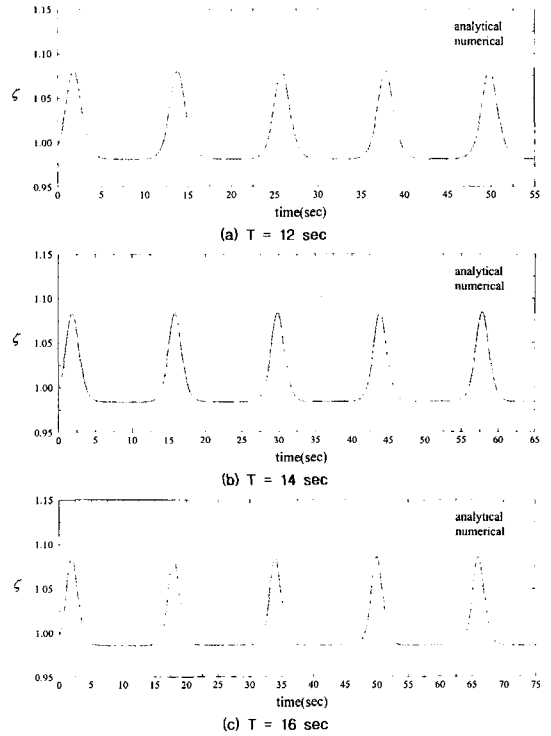 1.15
analytical
numerical
1.10
ζ
1.05
1.00
0.95
0 5 10 15 20 25 30 35 40 45 50 55
time(sec)
(a) T = 12 sec
1.15
analytical
numerical
1.10
ζ
1.05
1.00
0.95
0 5 10 15 20 25 30 35 40 45 50 55 60 65
time(sec)
(b) T = 14 sec
1.15
analytical
numerical
1.10
ζ
1.05
1.00
0.95
0 5 10 15 20 25 30 35 40 45 50 55 60 65 70 75
time(sec)
(c) T = 16 sec